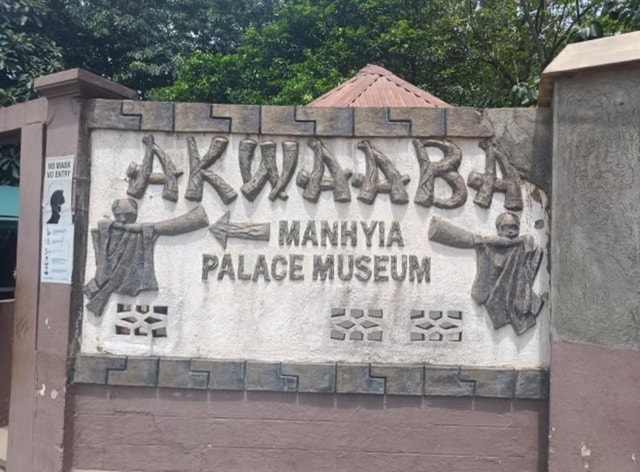 AKWAABA
MANHYIA
PALACE MUSEUM
NO MASK
NO ENTRY